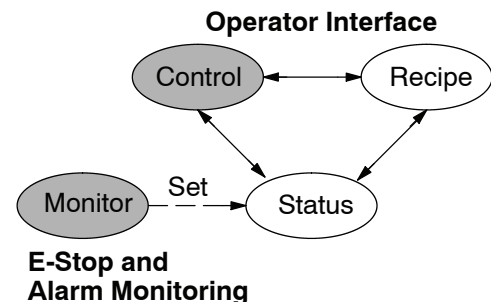 Operator Interface
Control
Recipe
Set
Monitor
Status
E-Stop and
Alarm Monitoring